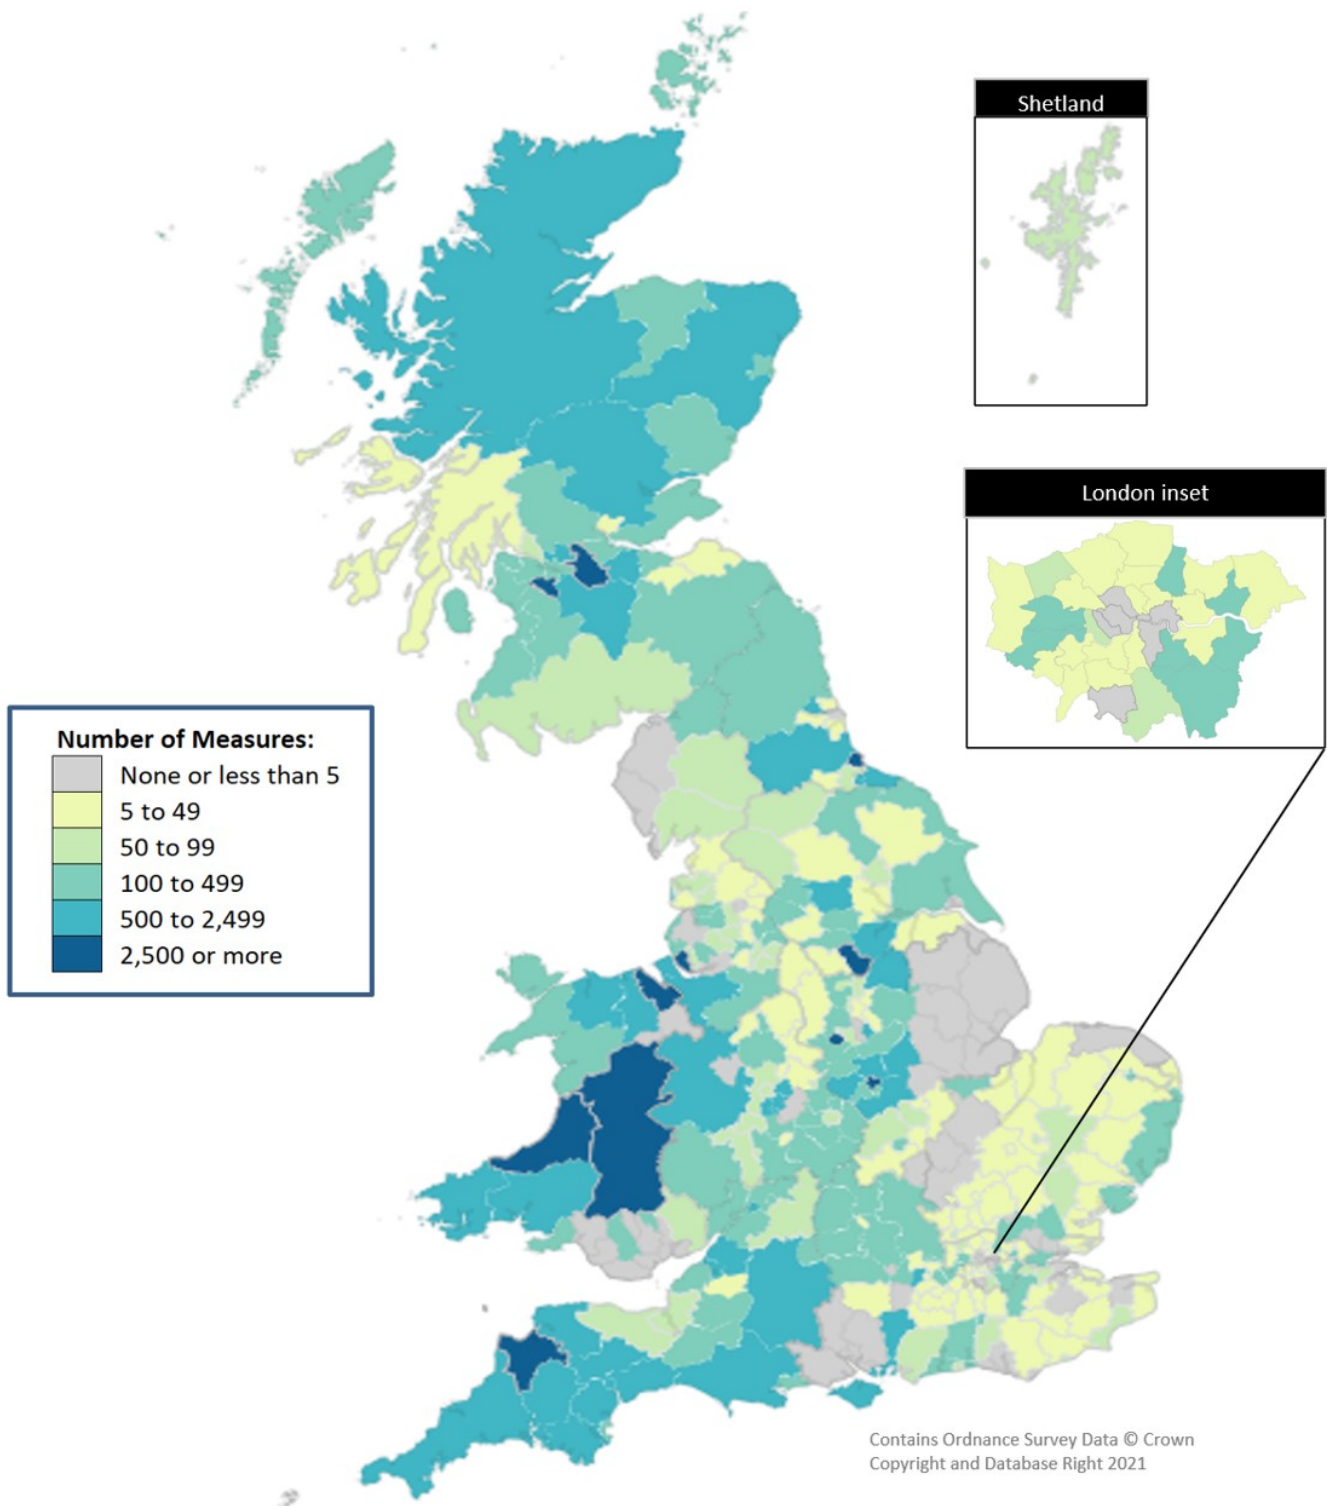 Shetland
London inset
Number of Measures:
None or less than 5
5 to 49
50 to 99
100 to 499
500 to 2,499
2,500 or more
Contains Ordnance Survey Data © Crown
Copyright and Database Right 2021